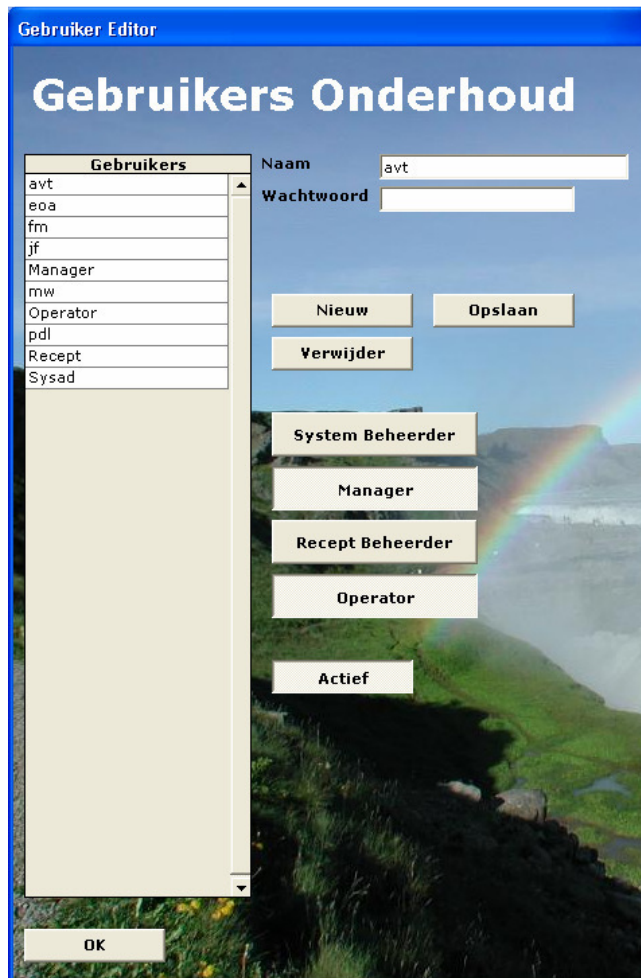 Gebruiker Editor
Gebruikers Onderhoud
Gebruikers
avt
eoa
fm
jf
Manager
mw
Operator
pdl
Recept
Sysad
Naam avt
Wachtwoord
Nieuw Opslaan
Verwijder
System Beheerder
Manager
Recept Beheerder
Operator
Actief
OK